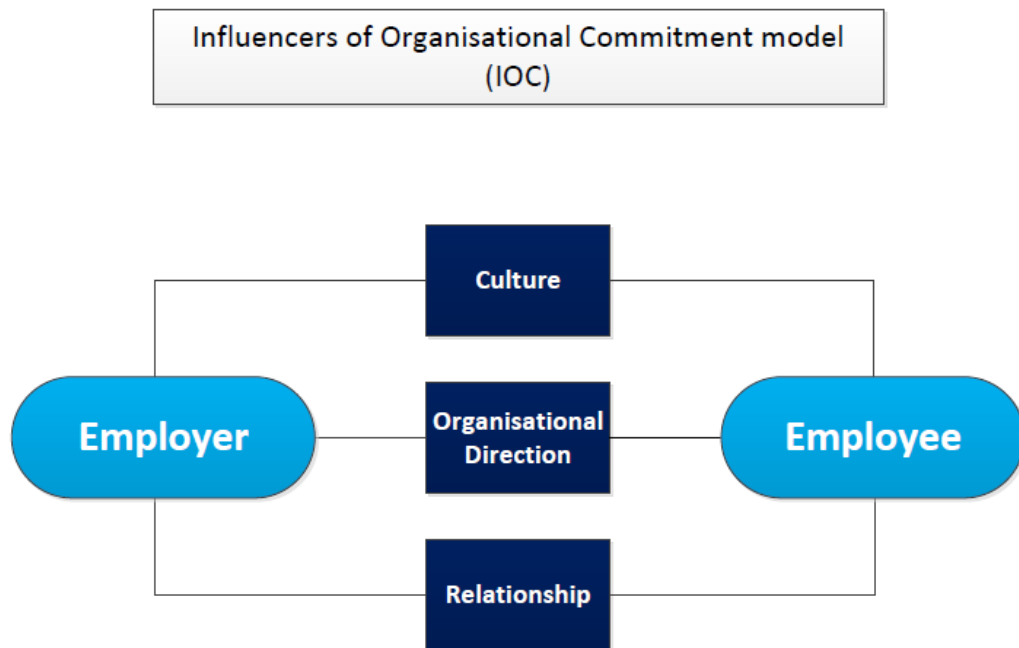 Influencers of Organisational Commitment model
(IOC)
Culture
Employer
Organisational
Direction
Employee
Relationship